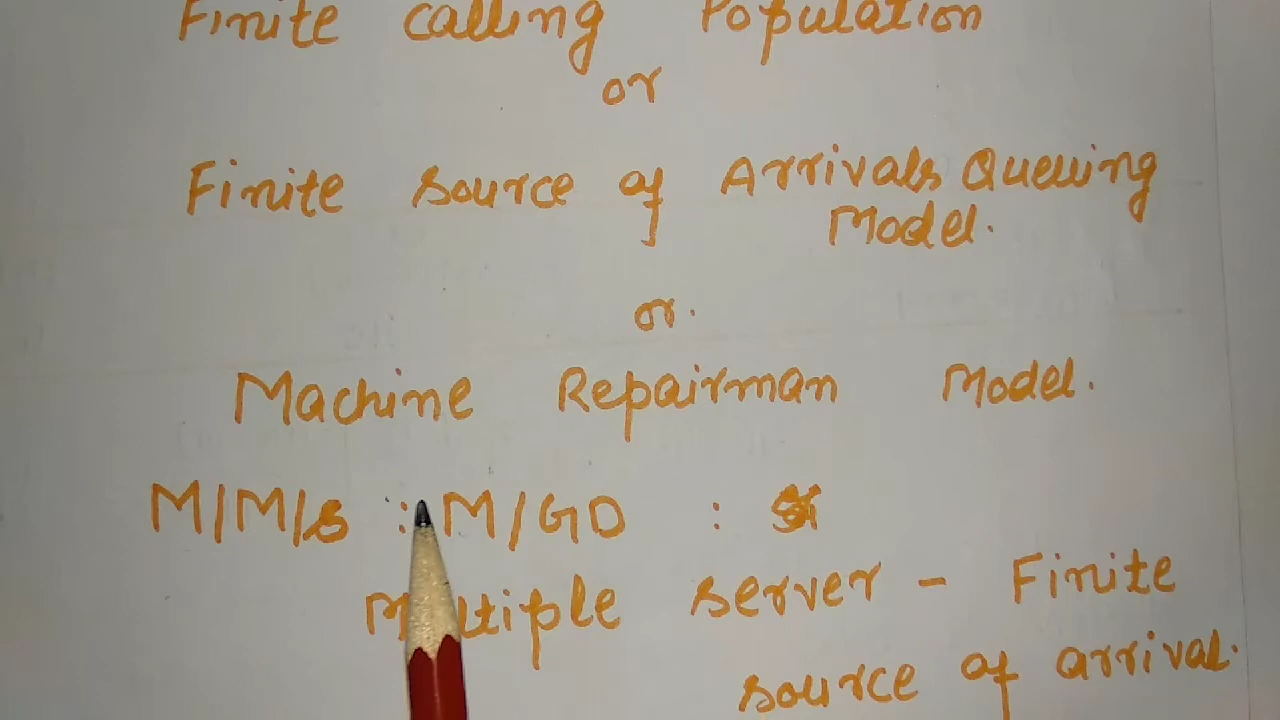 Finite calling Population
or
Finite source of Arrivals Queuing
Model.
or.
Machine Repairman Model.
M/M/s : M/GD :
Multiple server - Finite
source of arrival.